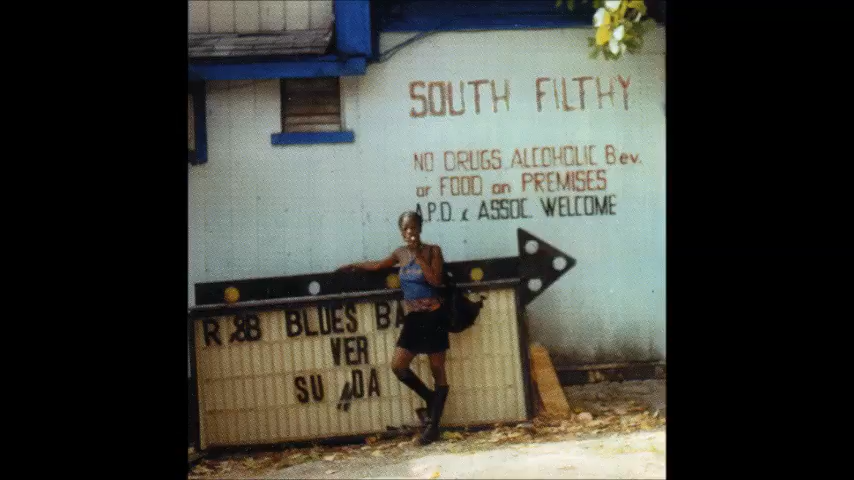 SOUTH FILTHY
NO DRUGS ALCOHOLIC Bev.
or FOOD on PREMISES
A.P.D. & ASSOC. WELCOME
R&B BLUES BA
VER
SU DA